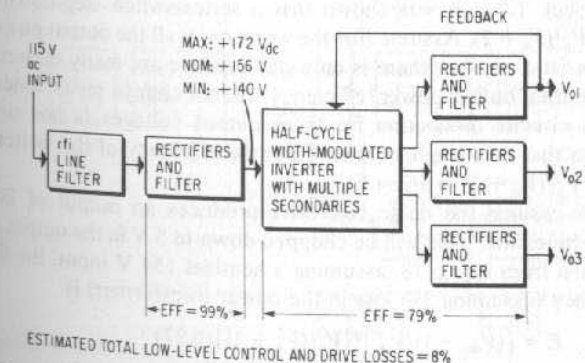 FEEDBACK
115 V
ac
INPUT
MAX: +172 Vdc
NOM: +156 V
MIN: +140 V
rfi
LINE
FILTER
RECTIFIERS
AND
FILTER
HALF-CYCLE
WIDTH-MODULATED
INVERTER
WITH MULTIPLE
SECONDARIES
RECTIFIERS
AND
FILTER
Vo1
RECTIFIERS
AND
FILTER
Vo2
RECTIFIERS
AND
FILTER
Vo3
EFF = 99%
EFF = 79%
ESTIMATED TOTAL LOW-LEVEL CONTROL AND DRIVE LOSSES = 8%